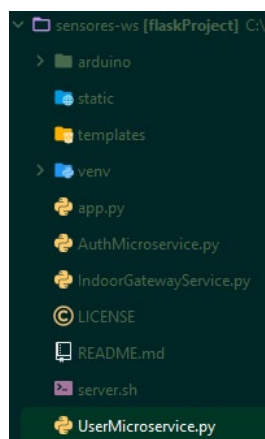 sensores-ws [flaskProject] C:\
arduino
static
templates
venv
app.py
AuthMicroservice.py
IndoorGatewayService.py
LICENSE
README.md
server.sh
UserMicroservice.py